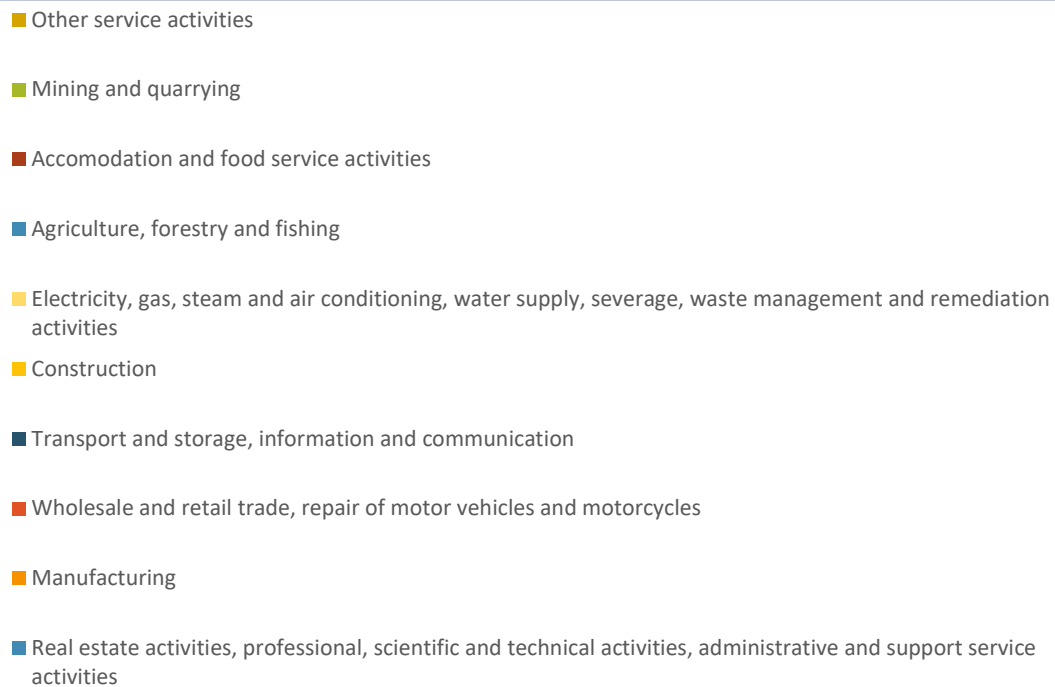 Other service activities
Mining and quarrying
Accomodation and food service activities
Agriculture, forestry and fishing
Electricity, gas, steam and air conditioning, water supply, severage, waste management and remediation
activities
Construction
Transport and storage, information and communication
Wholesale and retail trade, repair of motor vehicles and motorcycles
Manufacturing
Real estate activities, professional, scientific and technical activities, administrative and support service
activities